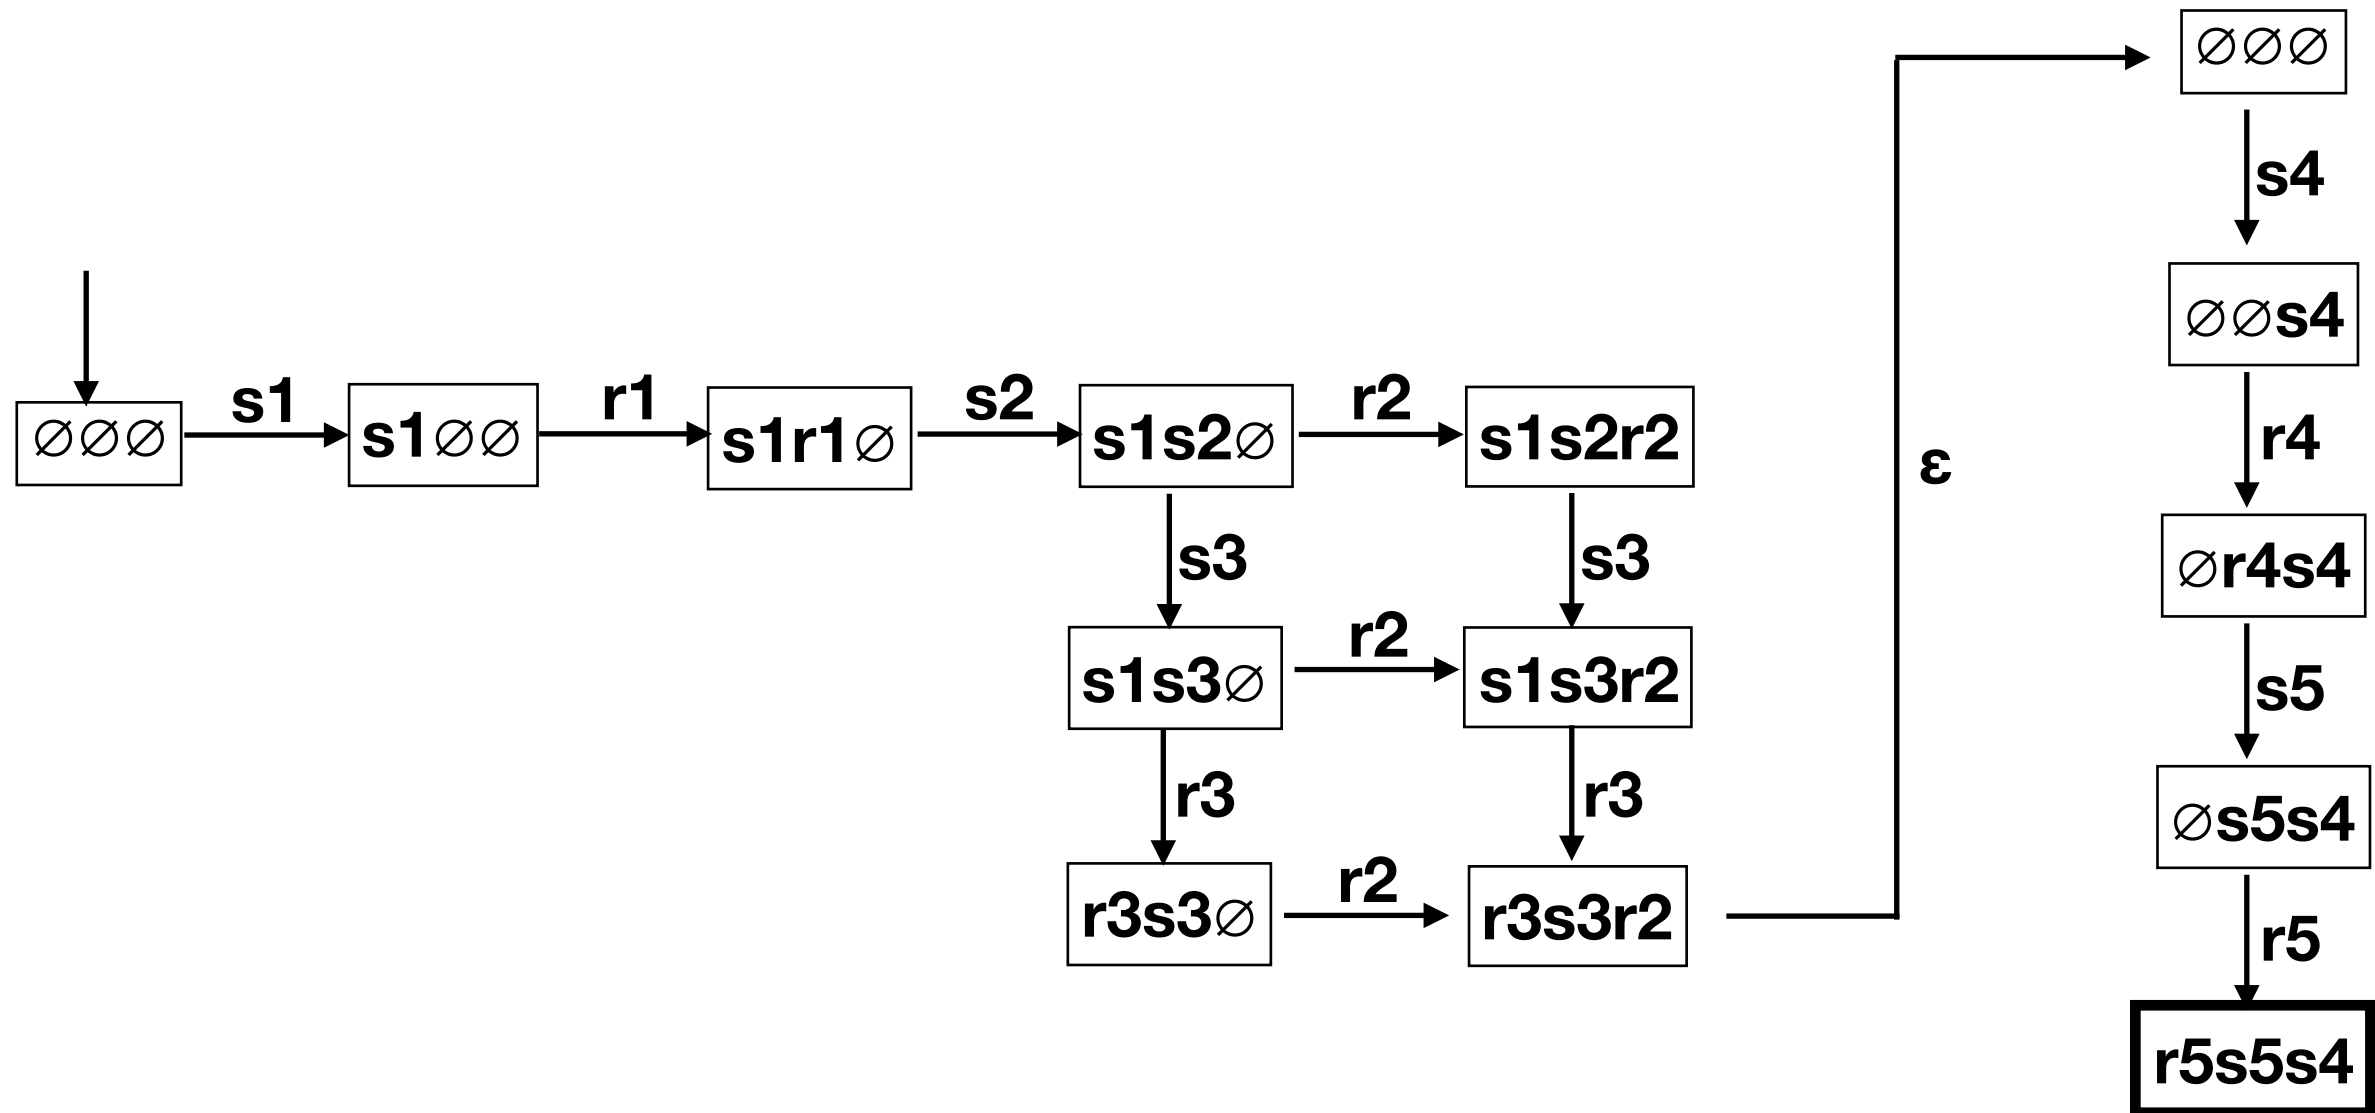 ∅∅∅
s4
∅∅s4
s1
r1
s2
r2
∅∅∅
s1∅∅
s1r1∅
s1s2∅
s1s2r2
ε
r4
s3
s3
∅r4s4
r2
s1s3∅
s1s3r2
s5
r3
r3
∅s5s4
r2
r3s3∅
r3s3r2
r5
r5s5s4